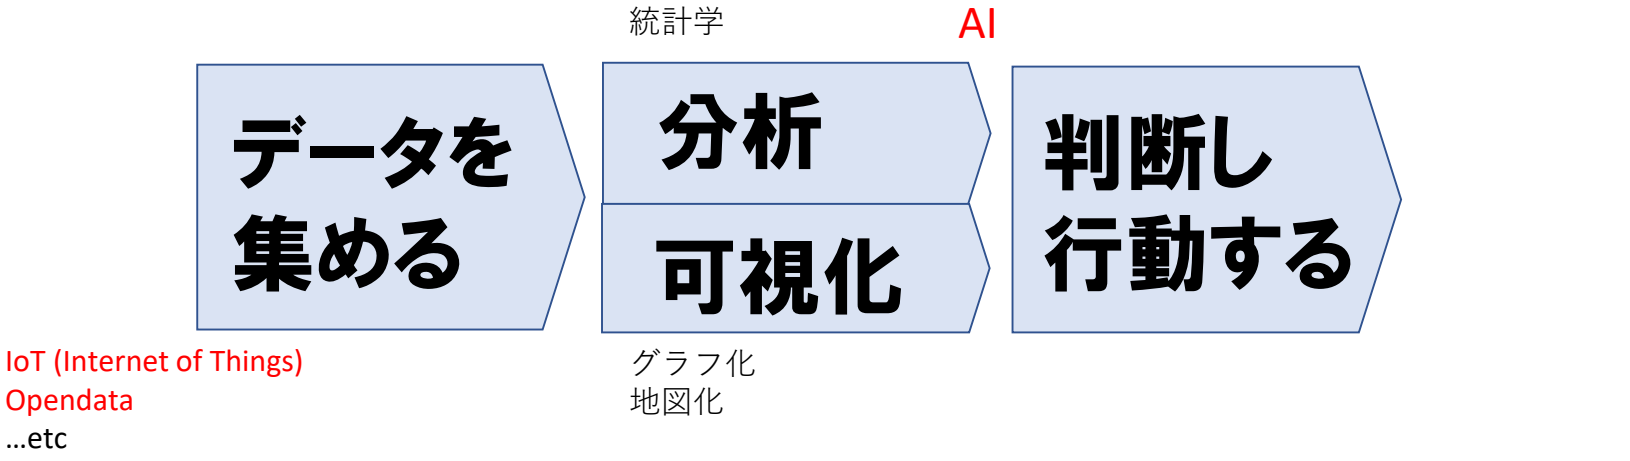 統計学
AI
データを
集める
分析
可視化
判断し
行動する
IoT (Internet of Things)
Opendata
...etc
グラフ化
地図化